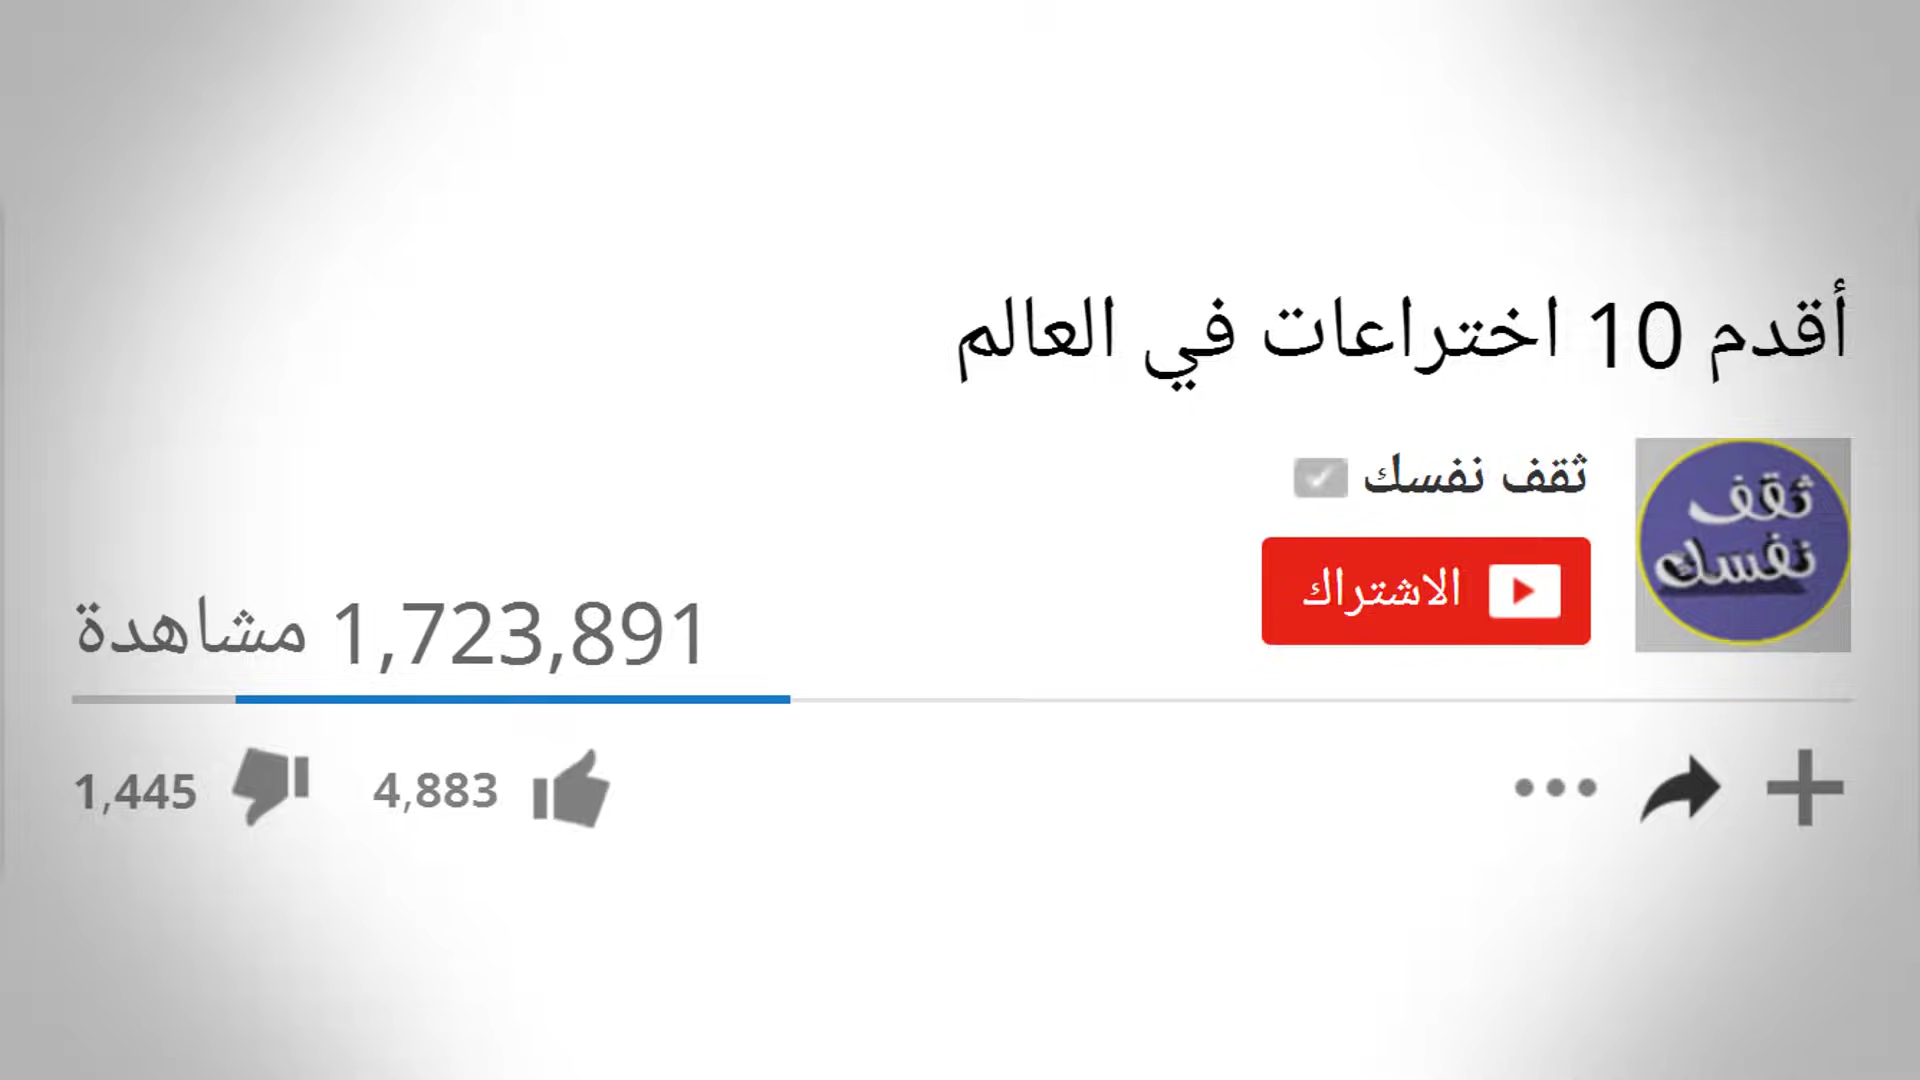 أقدم 10 اختراعات في العالم
ثقف نفسك
ثقف
نفسك
الاشتراك
1,723,891 مشاهدة
4,883
1,445